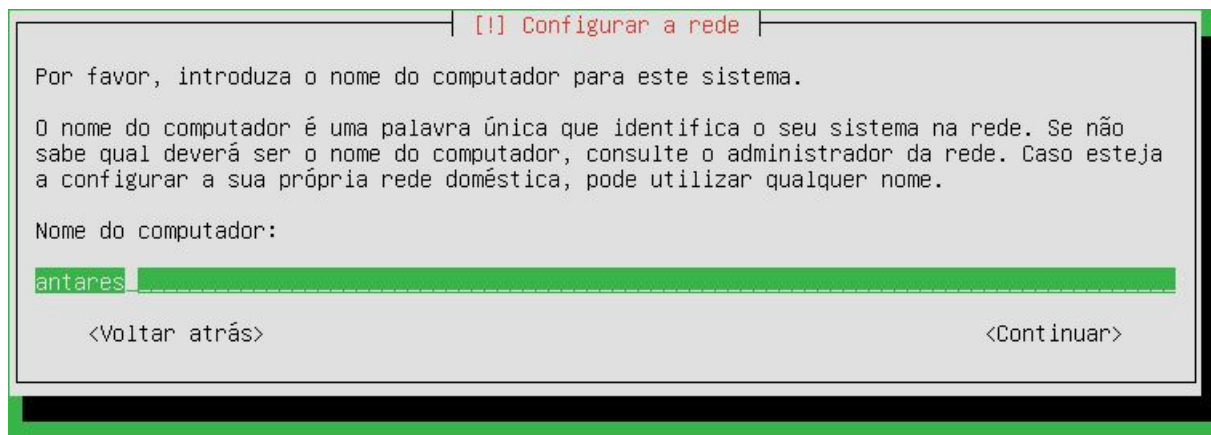 [!] Configurar a rede
Por favor, introduza o nome do computador para este sistema.
O nome do computador é uma palavra única que identifica o seu sistema na rede. Se não
sabe qual deverá ser o nome do computador, consulte o administrador da rede. Caso esteja
a configurar a sua própria rede doméstica, pode utilizar qualquer nome.
Nome do computador:
antares
<Voltar atrás> <Continuar>